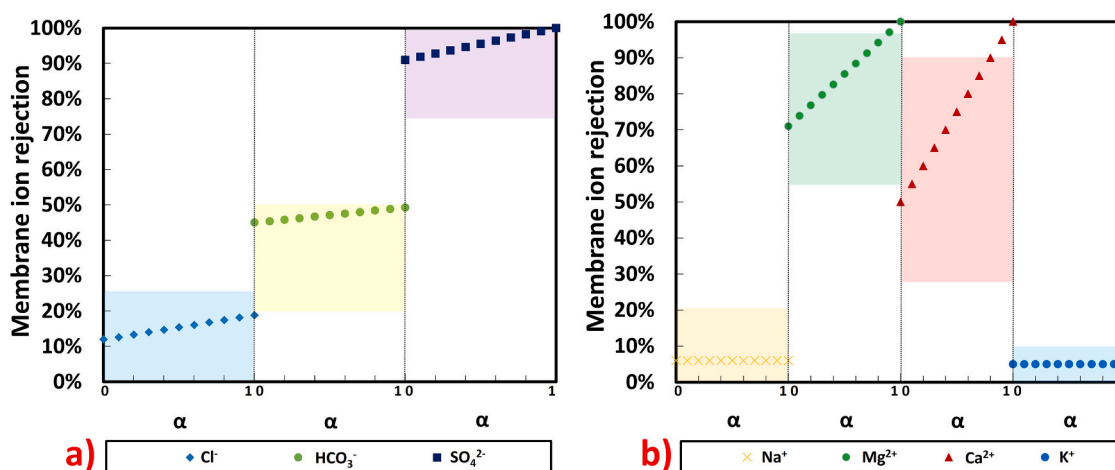 Membrane ion rejection
100%
90%
80%
70%
60%
50%
40%
30%
20%
10%
0%
0 1 0 1 0 1
α α α
a) Cl⁻ HCO₃⁻ SO₄²⁻
Membrane ion rejection
100%
90%
80%
70%
60%
50%
40%
30%
20%
10%
0%
0 1 0 1 0 1 0
α α α α
b) Na⁺ Mg²⁺ Ca²⁺ K⁺